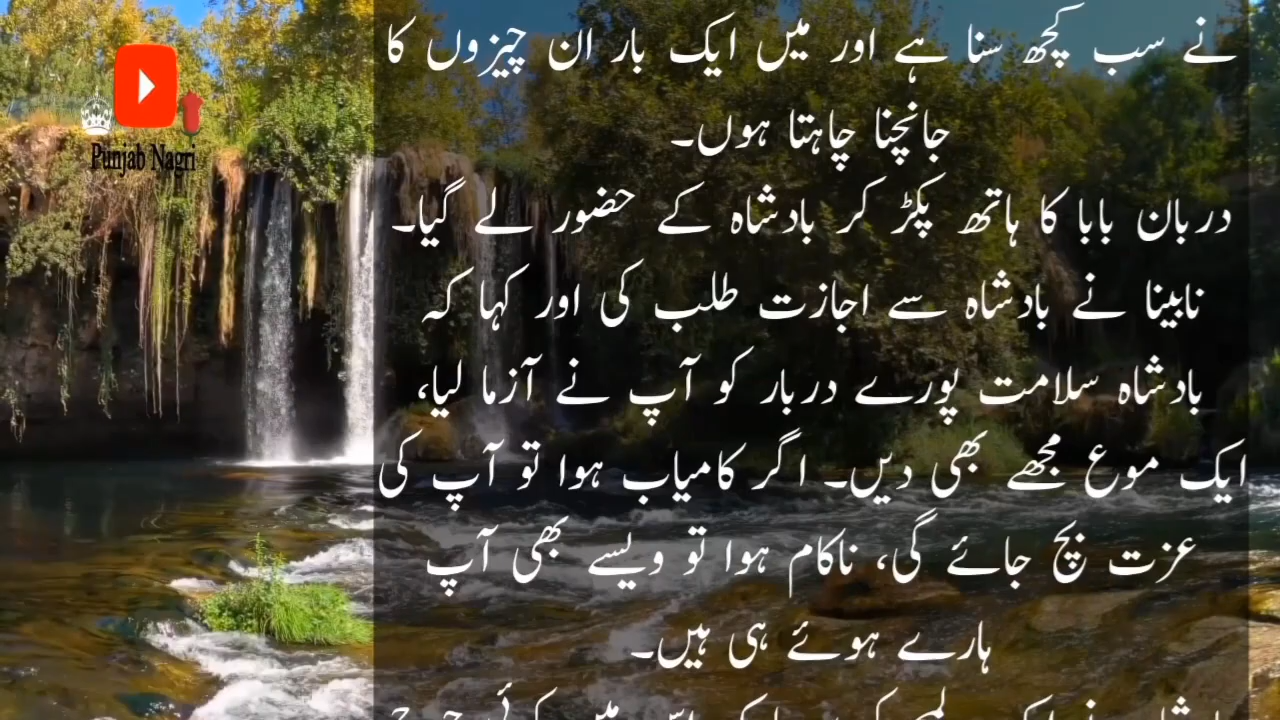 Punjab Nagri
نے سب کچھ سنا ہے اور میں ایک بار ان چیزوں کا
جانچنا چاہتا ہوں۔
دربان بابا کا ہاتھ پکڑ کر بادشاہ کے حضور لے گیا۔
نابینا نے بادشاہ سے اجازت طلب کی اور کہا کہ
بادشاہ سلامت پورے دربار کو آپ نے آزما لیا،
ایک موع مجھے بھی دیں۔ اگر کامیاب ہوا تو آپ کی
عزت بچ جائے گی، ناکام ہوا تو ویسے بھی آپ
ہارے ہوئے ہی ہیں۔